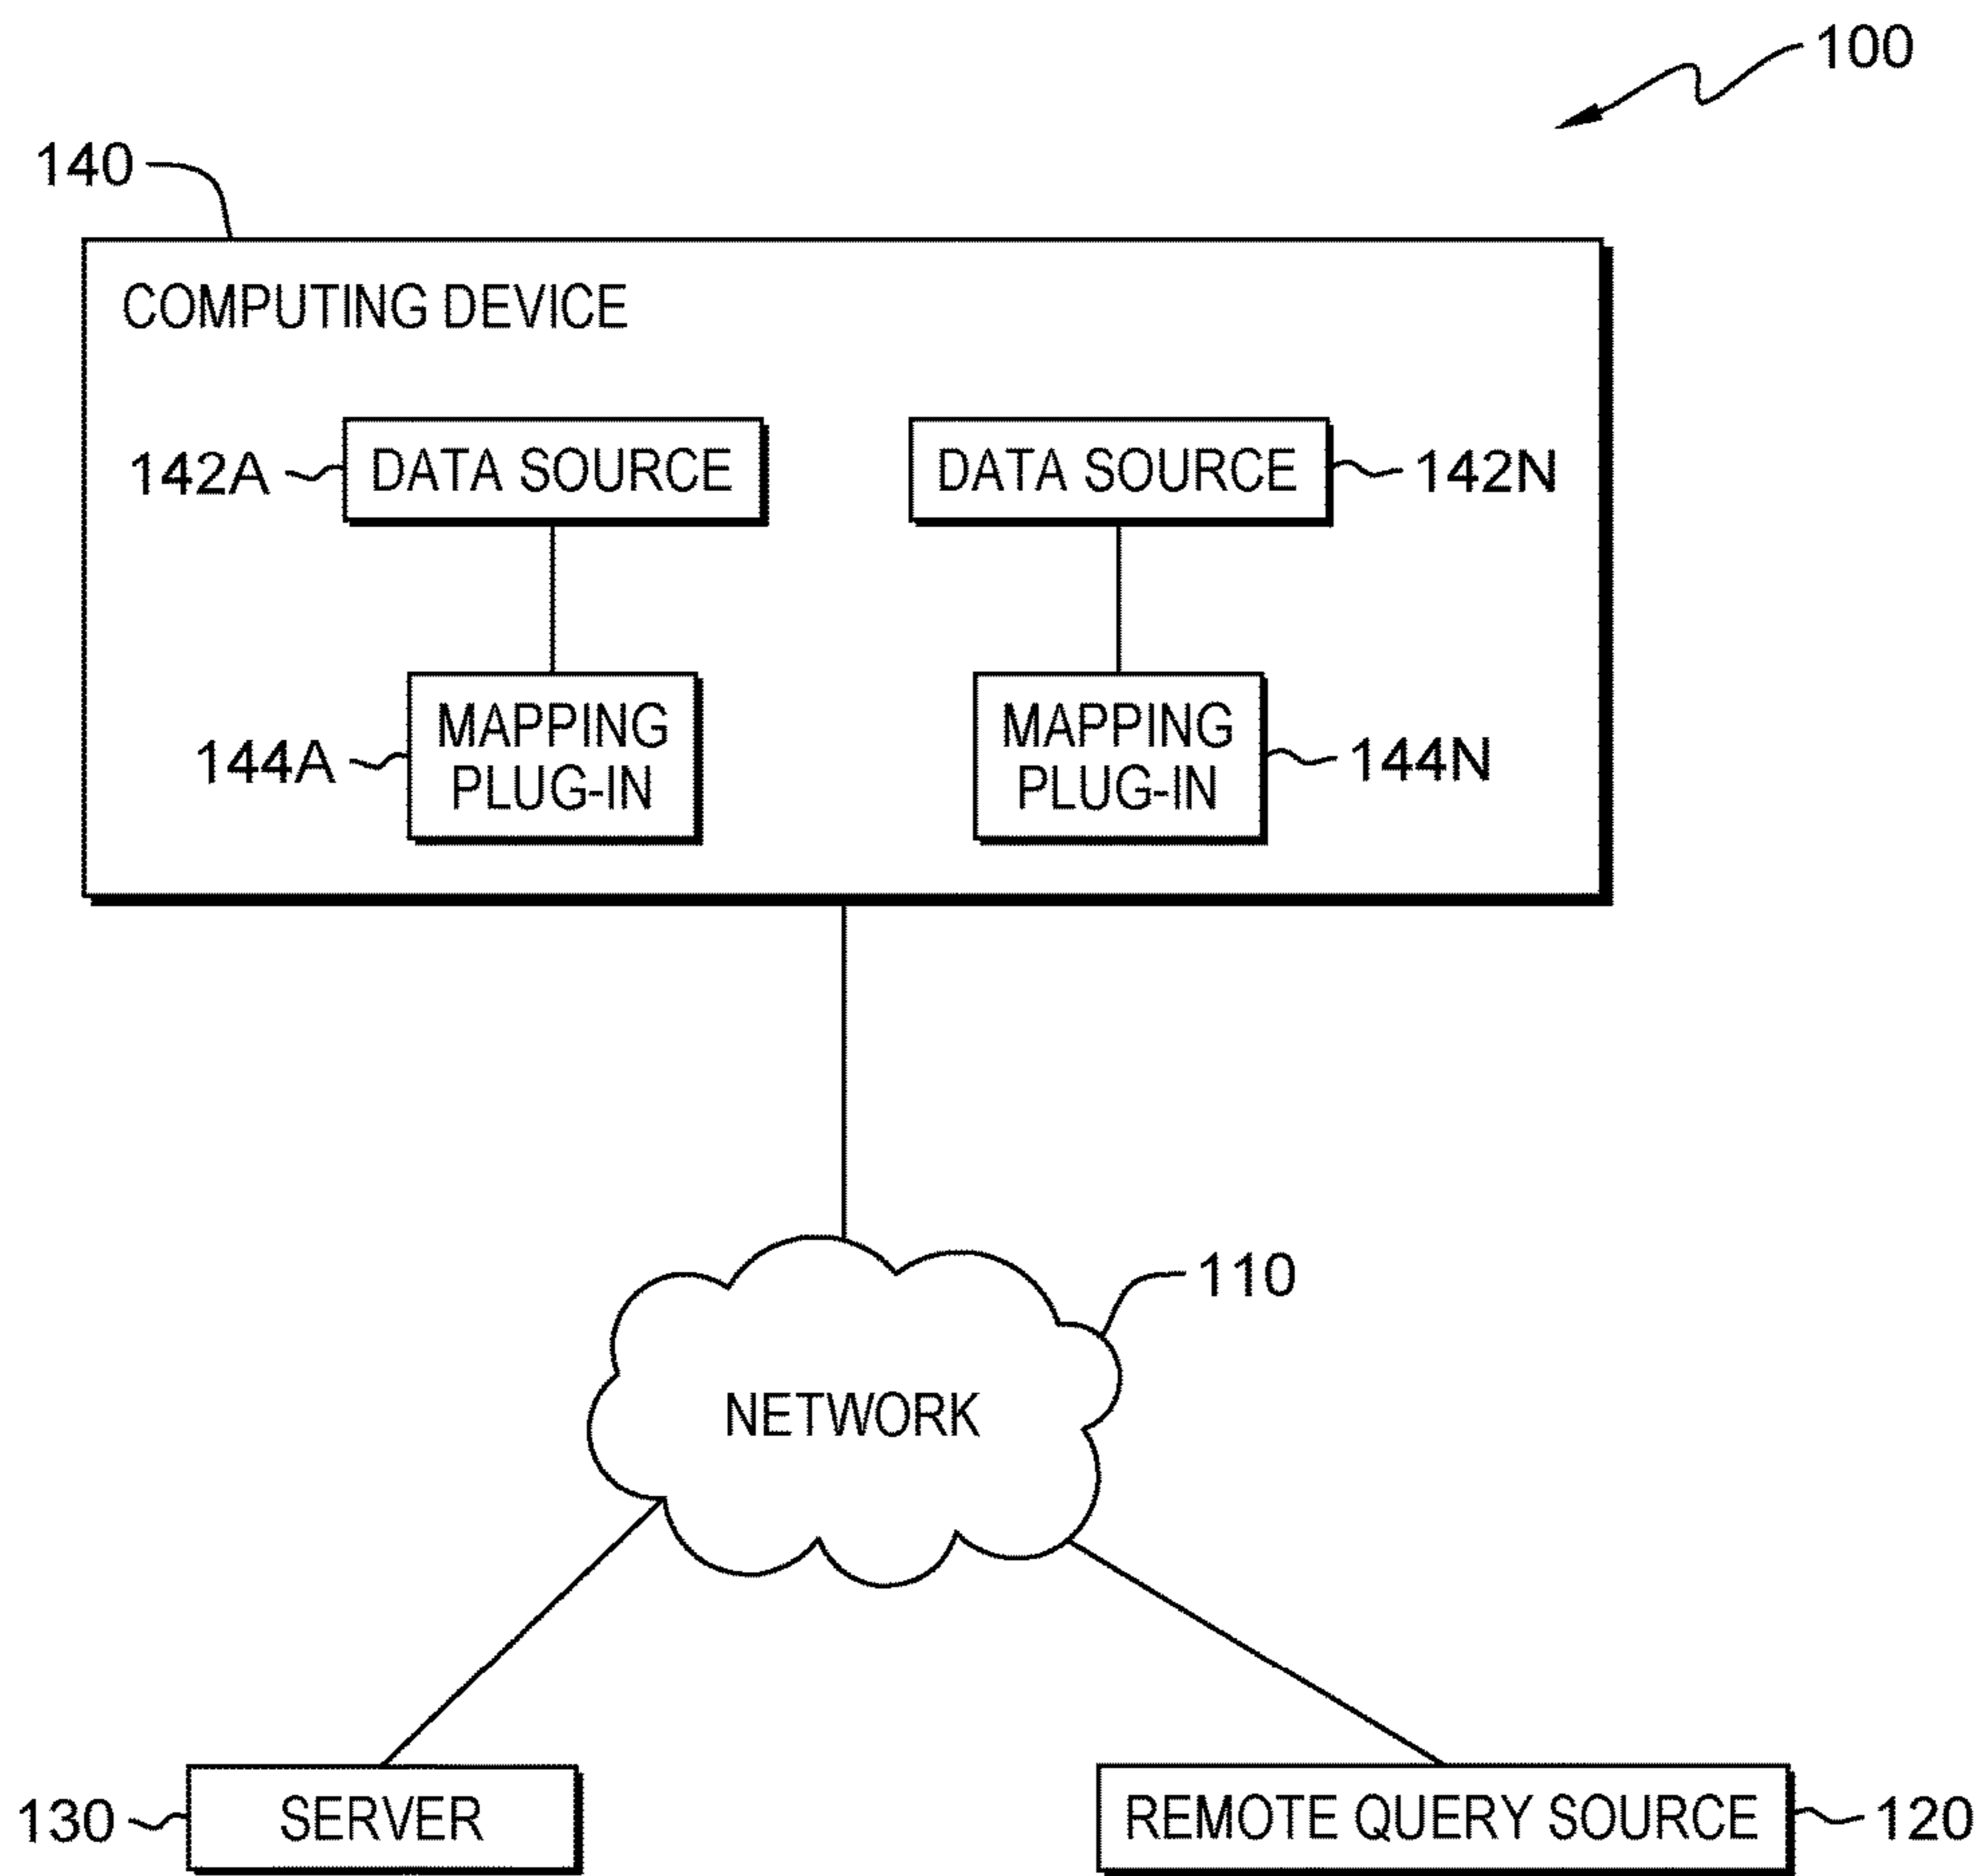 100
140
COMPUTING DEVICE
142A
DATA SOURCE
DATA SOURCE
142N
144A
MAPPING
PLUG-IN
MAPPING
PLUG-IN
144N
110
NETWORK
130
SERVER
REMOTE QUERY SOURCE
120